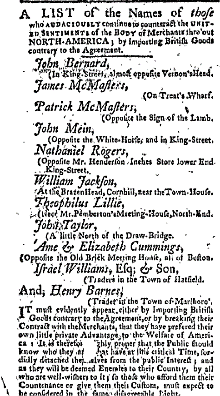 A LIST of the Names of those
who AUDACIOUSLY continue to counteract the UNIT-
ED SENTIMENTS of the BODY of Merchants thro'out
NORTH-AMERICA; by importing British Goods
contrary to the Agreement.
John Bernard,
(In King-Street, almost opposite Vernon's Head.
James McMasters,
(On Treat's Wharf.
Patrick McMasters,
(Opposite the Sign of the Lamb.
John Mein,
(Opposite the White-Horse, and in King-Street.
Nathaniel Rogers,
(Opposite Mr. Henderson Inches Store lower End
King-Street.
William Jackson,
At the Brazen Head, Cornhill, near the Town-House.
Theophilus Lillie,
(Near Mr. Pemberton's Meeting-House, North-End.
John Taylor,
(A little North of the Draw-Bridge.
Ame & Elizabeth Cummings,
(Opposite the Old Brick Meeting House, all of Boston.
Israel Williams, Esq; & Son,
(Traders in the Town of Hatfield.
And, Henry Barnes,
(Trader in the Town of Marlboro'.
IT must evidently appear, either by importing British
Goods contrary to the Agreement, or by breaking their
Contract with the Merchants, that they have preferred their
own little private Advantage, to the Welfare of Ameri-
ca: It is therefore proper, that the Public should
know who they have at this critical Time, sor-
didly detached from the public Interest; and
as they will be deemed Enemies to their Country, by all
who are well-wishers to it; so those who afford them their
Countenance or give them their Custom, must expect to
be considered in the same disagreeable Light.